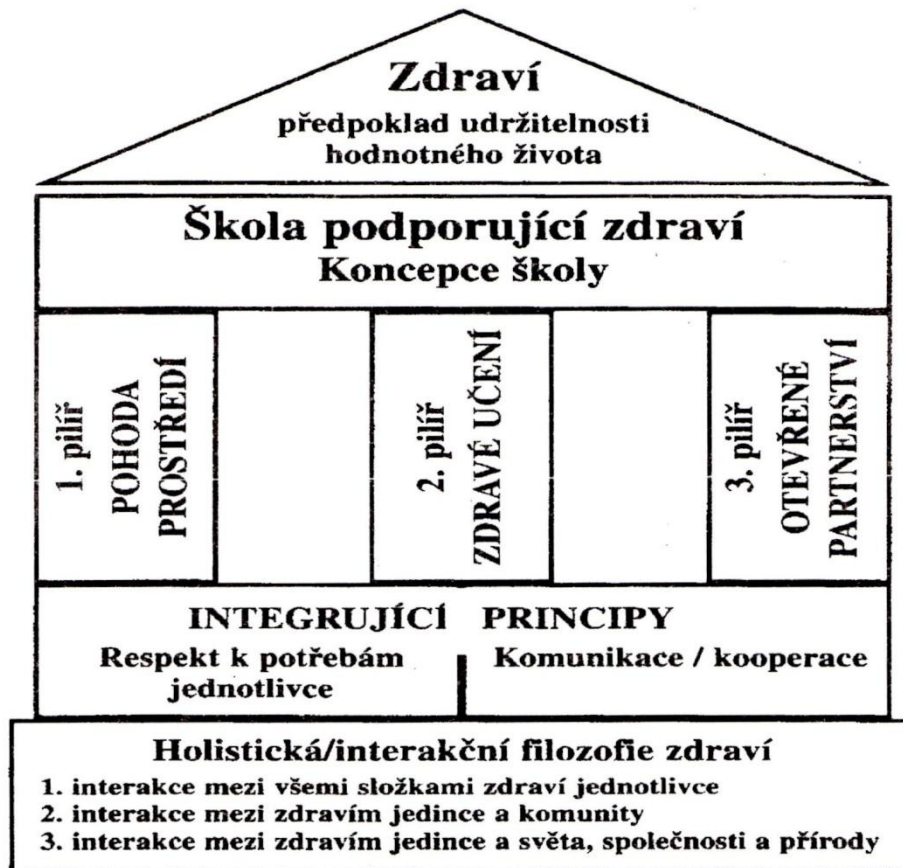 Zdraví
předpoklad udržitelnosti
hodnotného života
Škola podporující zdraví
Koncepce školy
1. pilíř
POHODA
PROSTŘEDÍ
2. pilíř
ZDRAVÉ UČENÍ
3. pilíř
OTEVŘENÉ
PARTNERSTVÍ
INTEGRUJÍCÍ PRINCIPY
Respekt k potřebám
jednotlivce
Komunikace / kooperace
Holistická/interakční filozofie zdraví
1. interakce mezi všemi složkami zdraví jednotlivce
2. interakce mezi zdravím jedince a komunity
3. interakce mezi zdravím jedince a světa, společnosti a přírody